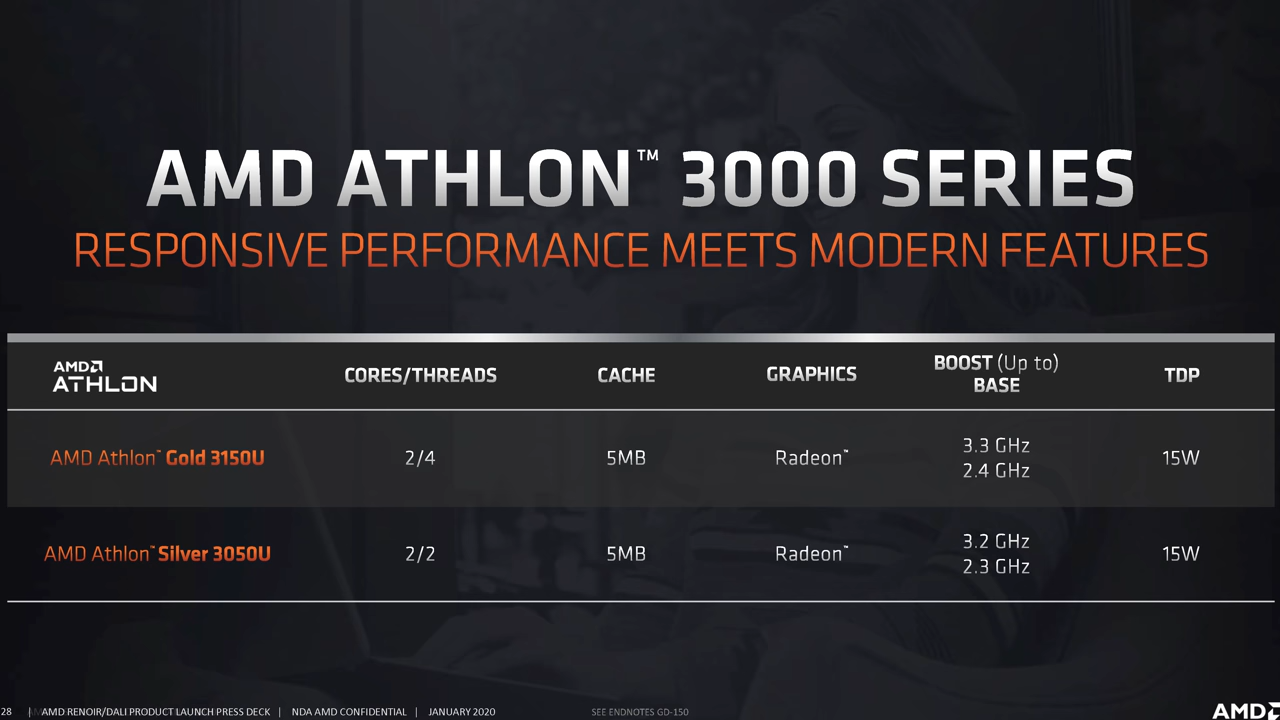 AMD ATHLON™ 3000 SERIES
RESPONSIVE PERFORMANCE MEETS MODERN FEATURES
AMD ATHLON CORES/THREADS CACHE GRAPHICS BOOST (Up to) BASE TDP
AMD Athlon™ Gold 3150U 2/4 5MB Radeon™ 3.3 GHz 2.4 GHz 15W
AMD Athlon™ Silver 3050U 2/2 5MB Radeon™ 3.2 GHz 2.3 GHz 15W
28 | AMD RENOIR/DALI PRODUCT LAUNCH PRESS DECK | NDA AMD CONFIDENTIAL | JANUARY 2020 SEE ENDNOTES GD-150 AMD